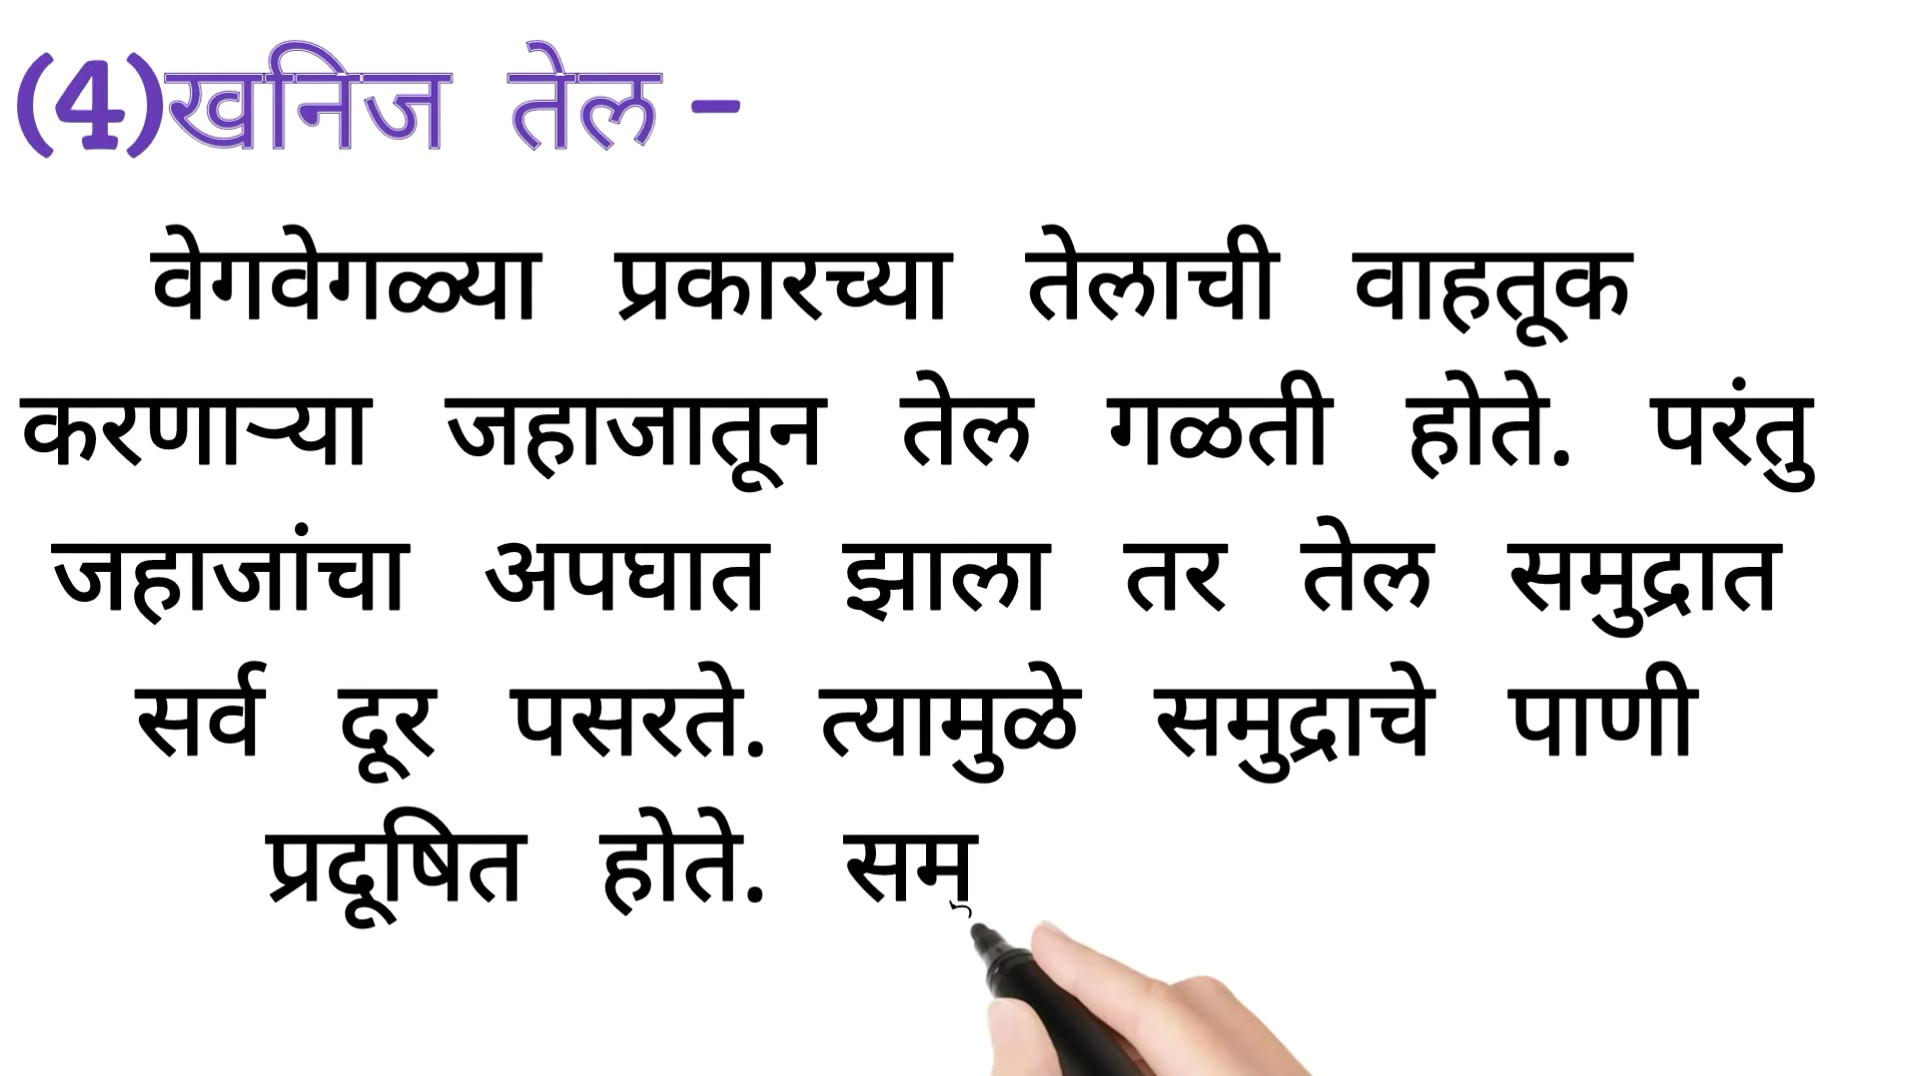 (4)खनिज तेल -
वेगवेगळ्या प्रकारच्या तेलाची वाहतूक
करणाऱ्या जहाजातून तेल गळती होते. परंतु
जहाजांचा अपघात झाला तर तेल समुद्रात
सर्व दूर पसरते. त्यामुळे समुद्राचे पाणी
प्रदूषित होते.